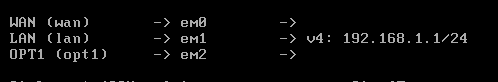 WAN (wan) -> em0 ->
LAN (lan) -> em1 -> v4: 192.168.1.1/24
OPT1 (opt1) -> em2 ->